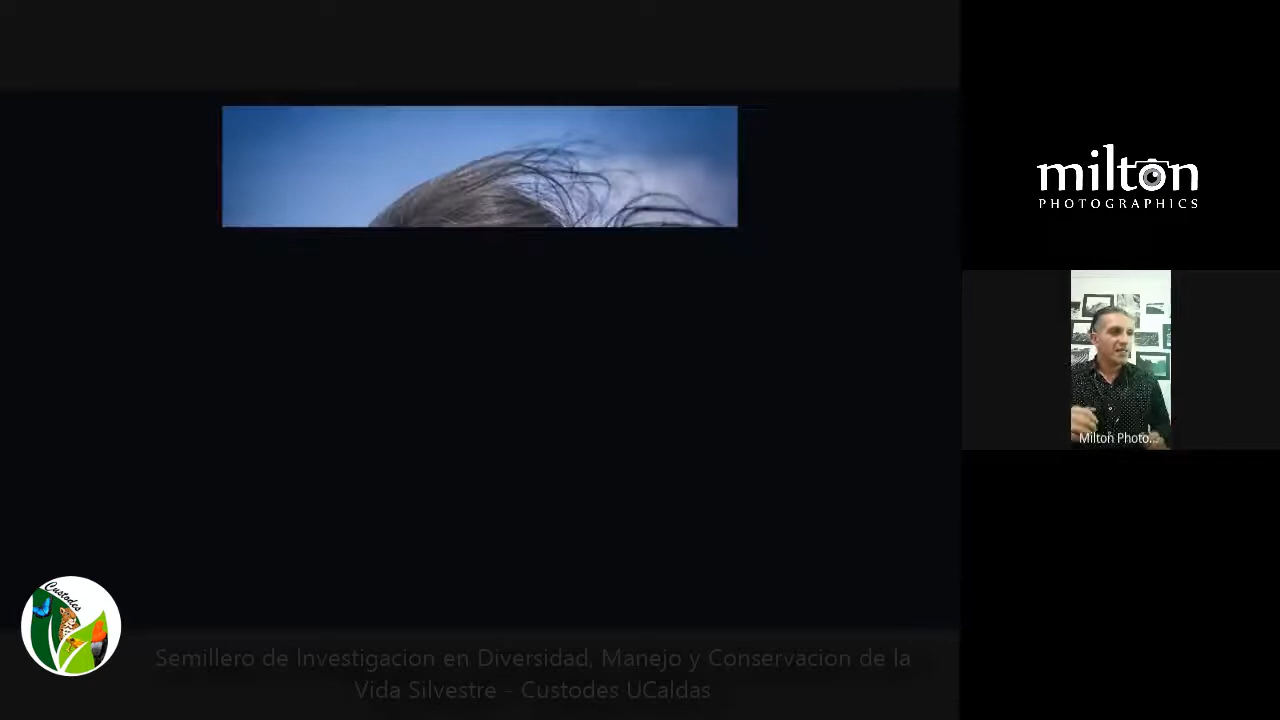 milton
PHOTOGRAPHICS
Milton Photo...
Custodes
Semillero de Investigacion en Diversidad, Manejo y Conservacion de la
Vida Silvestre - Custodes UCaldas